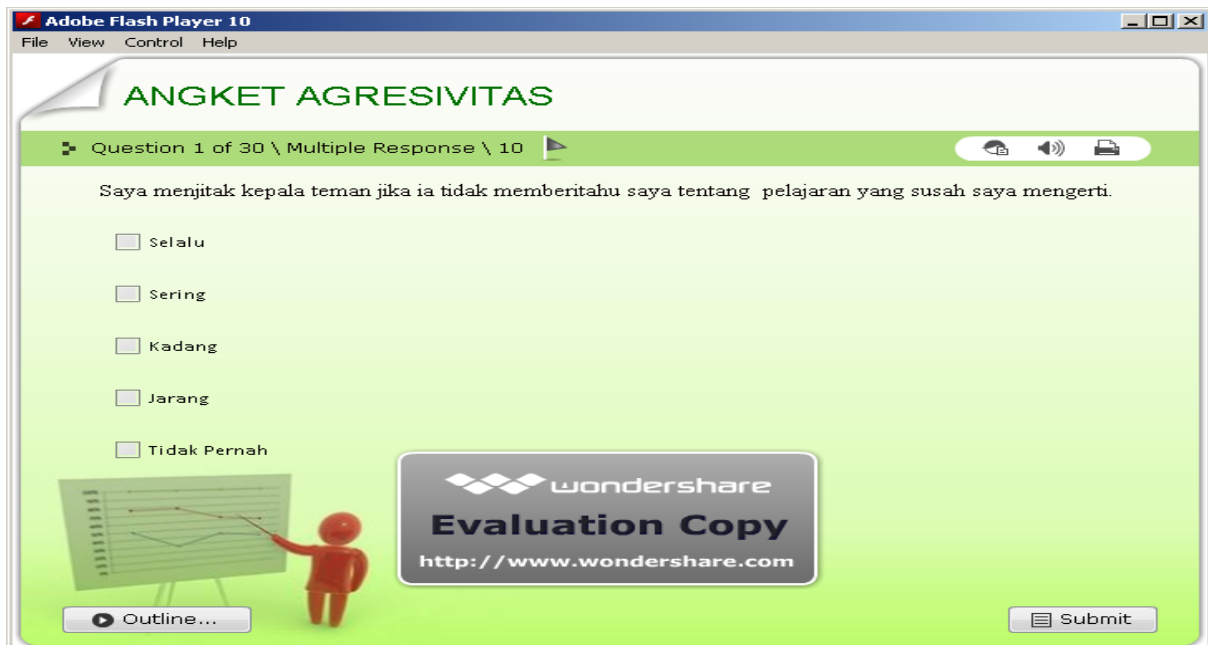 Adobe Flash Player 10
File View Control Help
ANGKET AGRESIVITAS
Question 1 of 30 \ Multiple Response \ 10
Saya menjitak kepala teman jika ia tidak memberitahu saya tentang pelajaran yang susah saya mengerti.
Selalu
Sering
Kadang
Jarang
Tidak Pernah
wondershare
Evaluation Copy
http://www.wondershare.com
Outline...
Submit